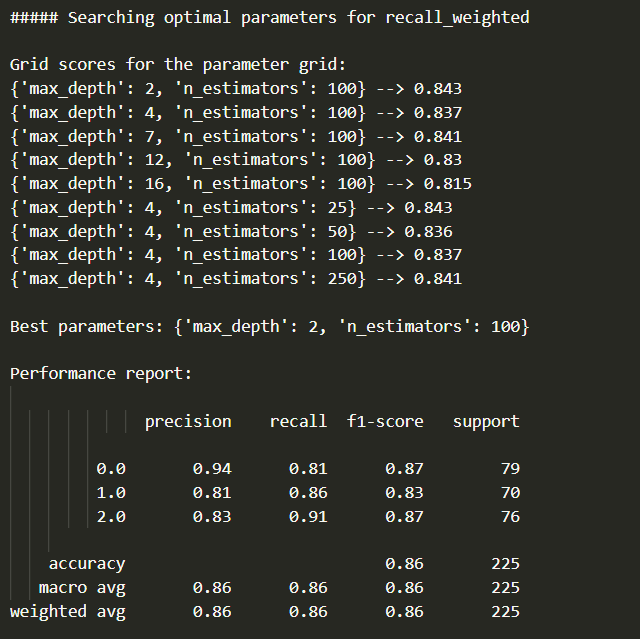 ##### Searching optimal parameters for recall_weighted
Grid scores for the parameter grid:
{'max_depth': 2, 'n_estimators': 100} --> 0.843
{'max_depth': 4, 'n_estimators': 100} --> 0.837
{'max_depth': 7, 'n_estimators': 100} --> 0.841
{'max_depth': 12, 'n_estimators': 100} --> 0.83
{'max_depth': 16, 'n_estimators': 100} --> 0.815
{'max_depth': 4, 'n_estimators': 25} --> 0.843
{'max_depth': 4, 'n_estimators': 50} --> 0.836
{'max_depth': 4, 'n_estimators': 100} --> 0.837
{'max_depth': 4, 'n_estimators': 250} --> 0.841
Best parameters: {'max_depth': 2, 'n_estimators': 100}
Performance report:
precision recall f1-score support
0.0 0.94 0.81 0.87 79
1.0 0.81 0.86 0.83 70
2.0 0.83 0.91 0.87 76
accuracy 0.86 225
macro avg 0.86 0.86 0.86 225
weighted avg 0.86 0.86 0.86 225